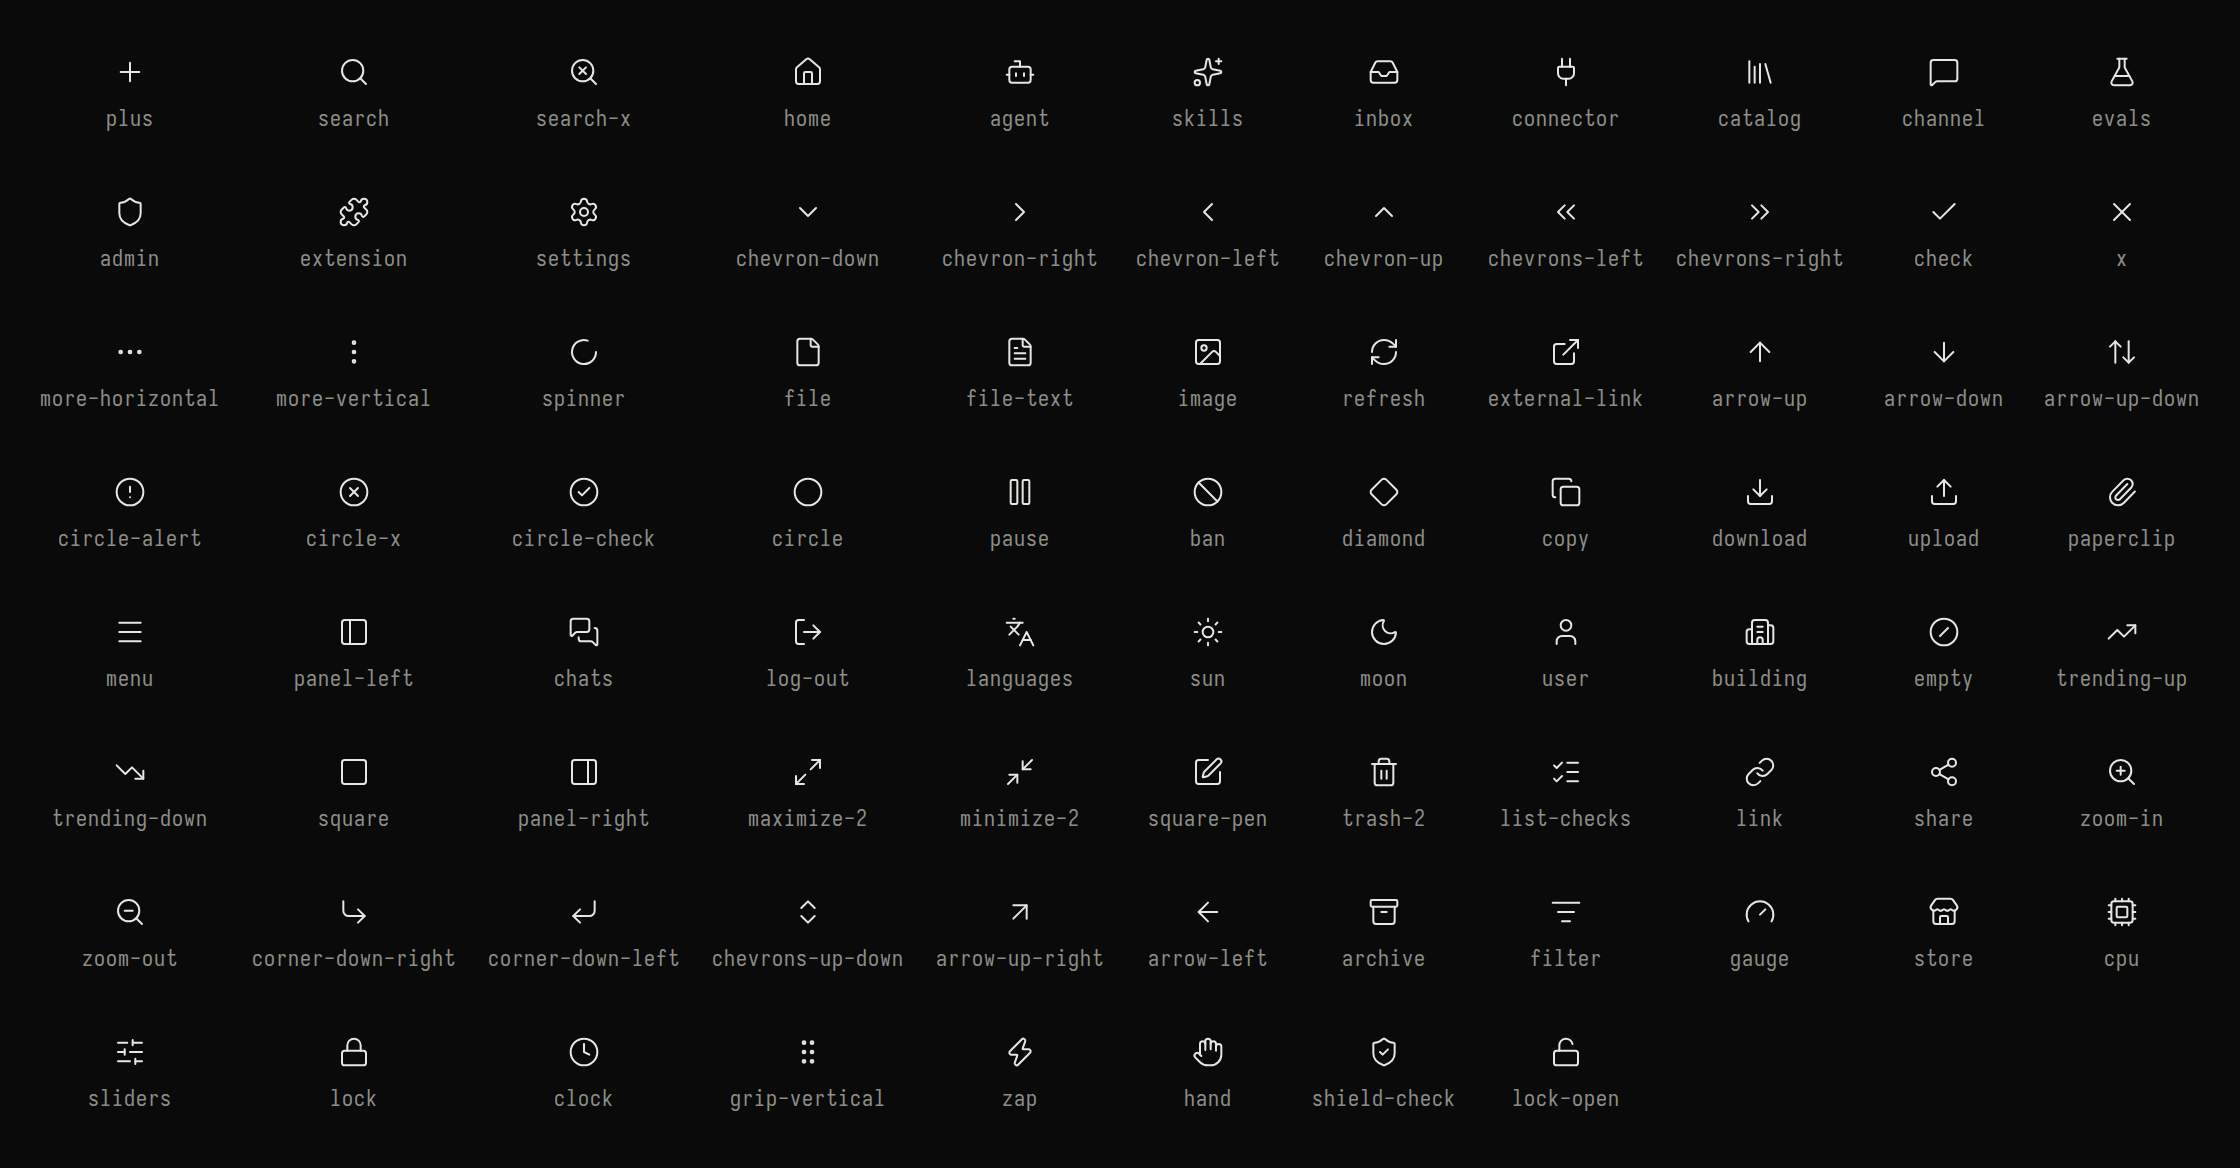 plus search search-x home agent skills inbox connector catalog channel evals
admin extension settings chevron-down chevron-right chevron-left chevron-up chevrons-left chevrons-right check x
more-horizontal more-vertical spinner file file-text image refresh external-link arrow-up arrow-down arrow-up-down
circle-alert circle-x circle-check circle pause ban diamond copy download upload paperclip
menu panel-left chats log-out languages sun moon user building empty trending-up
trending-down square panel-right maximize-2 minimize-2 square-pen trash-2 list-checks link share zoom-in
zoom-out corner-down-right corner-down-left chevrons-up-down arrow-up-right arrow-left archive filter gauge store cpu
sliders lock clock grip-vertical zap hand shield-check lock-open